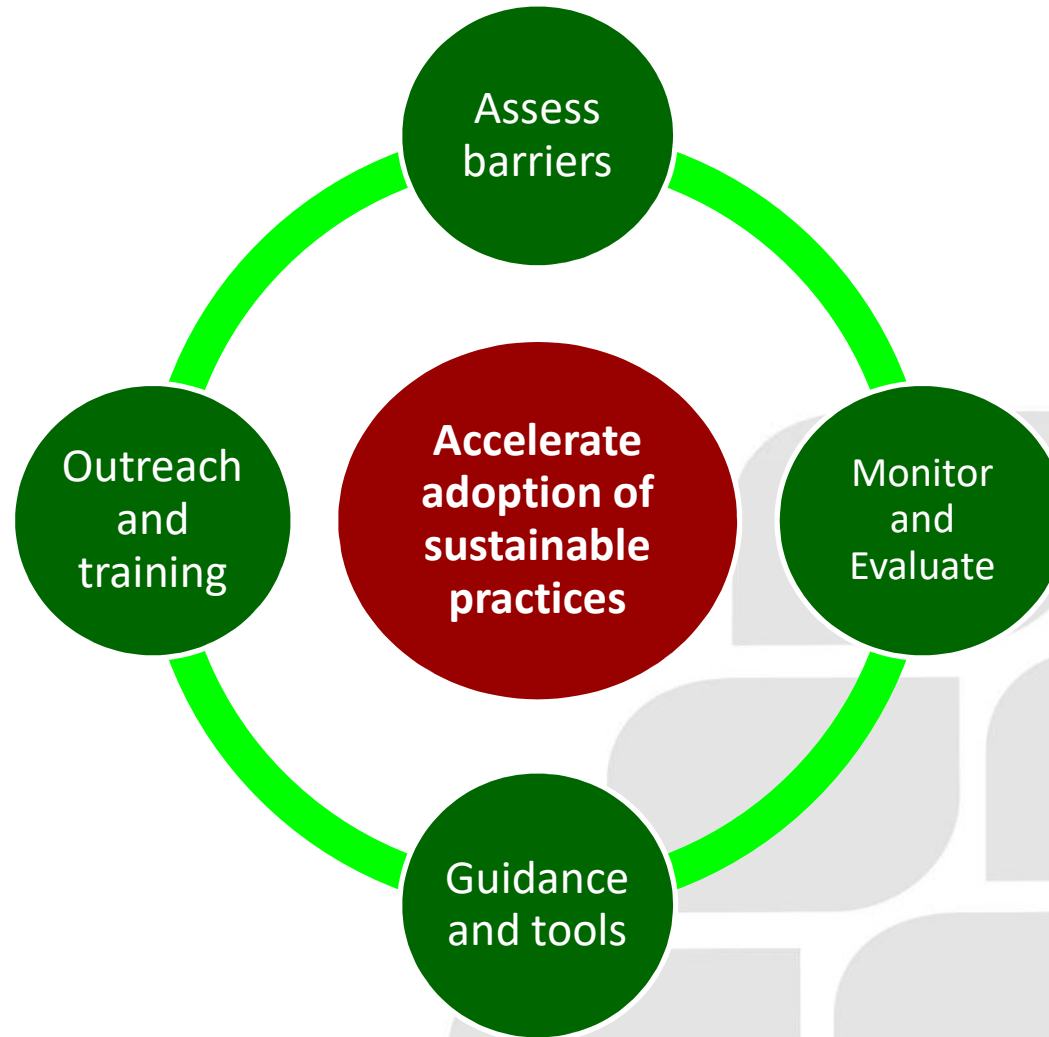 Assess
barriers
Outreach
and
training
Accelerate
adoption of
sustainable
practices
Monitor
and
Evaluate
Guidance
and tools